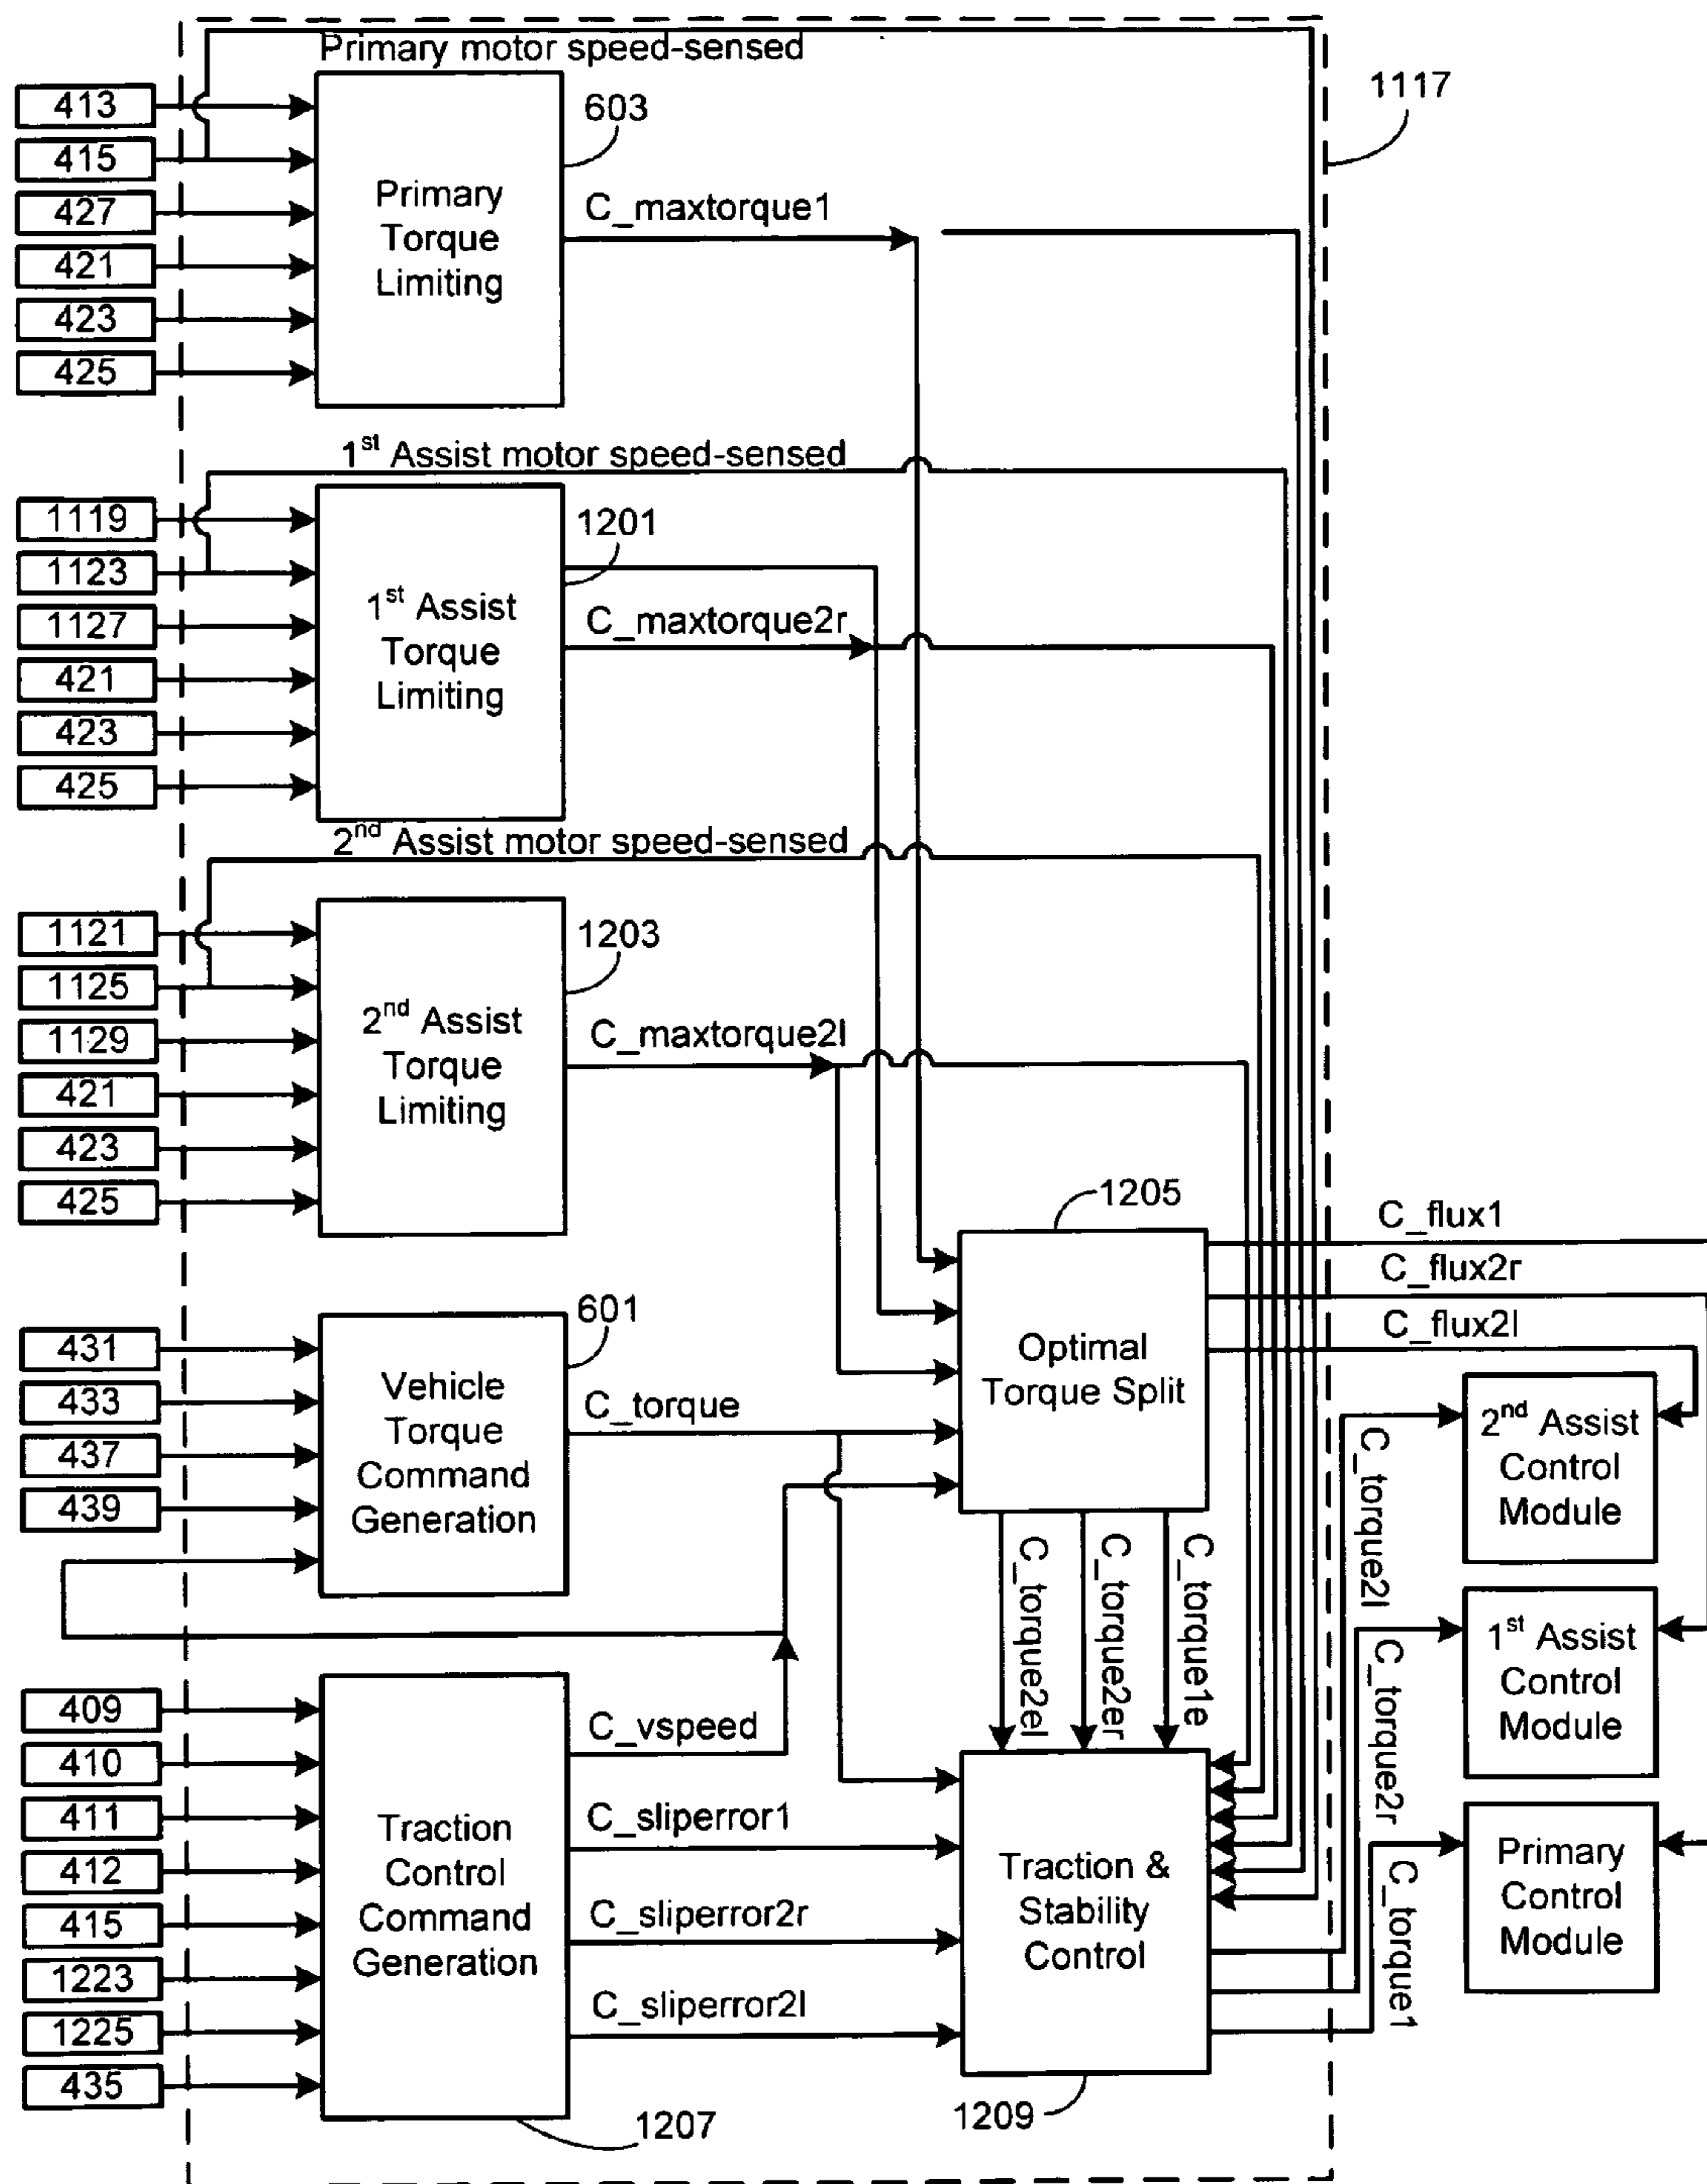 Primary motor speed-sensed
1117
413
415
427
421
423
425
603
Primary
Torque
Limiting
C_maxtorque1
1st Assist motor speed-sensed
1119
1123
1127
421
423
425
1201
1st Assist
Torque
Limiting
C_maxtorque2r
2nd Assist motor speed-sensed
1121
1125
1129
421
423
425
1203
2nd Assist
Torque
Limiting
C_maxtorque2l
1205
Optimal
Torque Split
C_flux1
C_flux2r
C_flux2l
431
433
437
439
601
Vehicle
Torque
Command
Generation
C_torque
C_torque2el
C_torque2er
C_torque1e
2nd Assist
Control
Module
C_torque2l
1st Assist
Control
Module
C_torque2r
Primary
Control
Module
C_torque1
409
410
411
412
415
1223
1225
435
Traction
Control
Command
Generation
1207
C_vspeed
C_sliperror1
C_sliperror2r
C_sliperror2l
Traction &
Stability
Control
1209